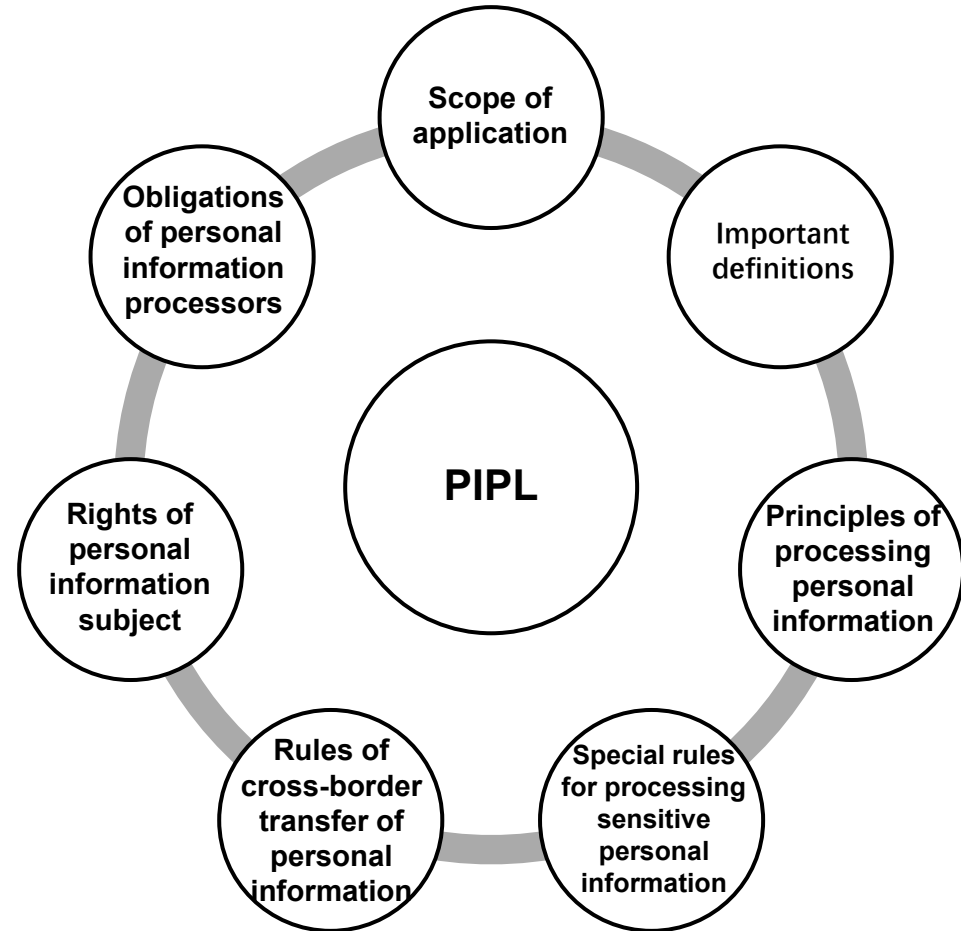 Scope of
application
Important
definitions
Principles of
processing
personal
information
Special rules
for processing
sensitive
personal
information
Rules of
cross-border
transfer of
personal
information
Rights of
personal
information
subject
Obligations
of personal
information
processors
PIPL